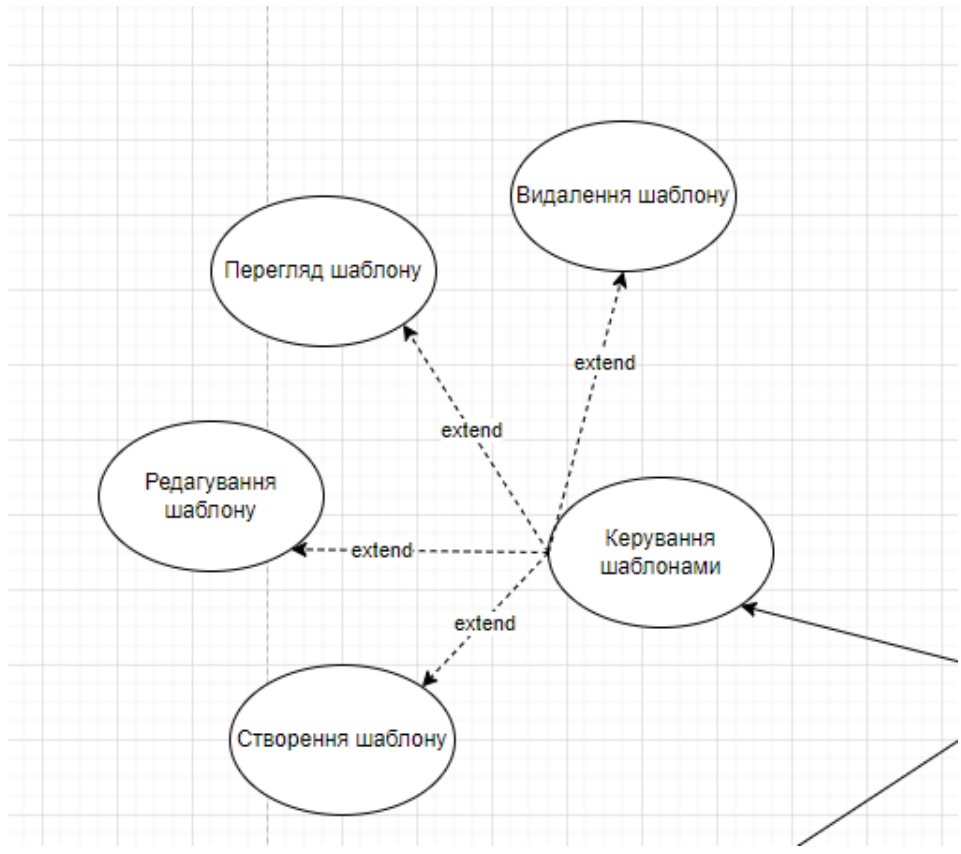 Видалення шаблону
Перегляд шаблону
extend
extend
Редагування
шаблону
extend
Керування
шаблонами
extend
Створення шаблону